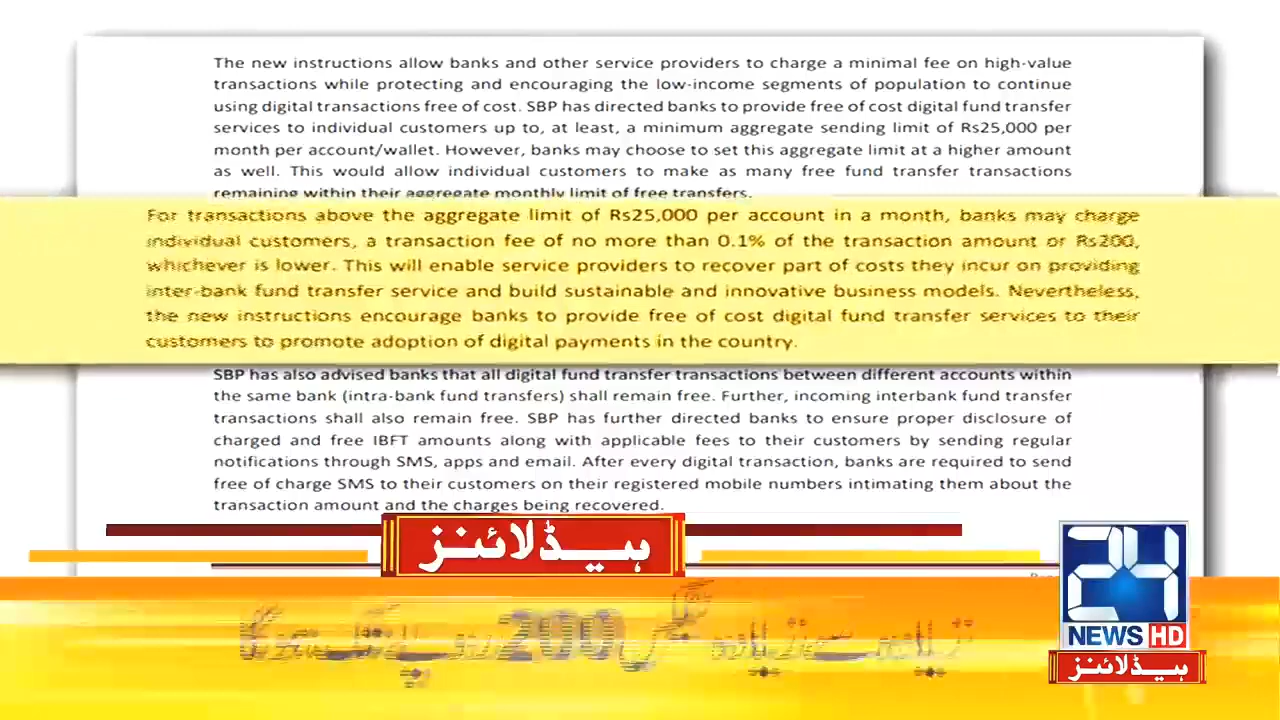 The new instructions allow banks and other service providers to charge a minimal fee on high-value
transactions while protecting and encouraging the low-income segments of population to continue
using digital transactions free of cost. SBP has directed banks to provide free of cost digital fund transfer
services to individual customers up to, at least, a minimum aggregate sending limit of Rs25,000 per
month per account/wallet. However, banks may choose to set this aggregate limit at a higher amount
as well. This would allow individual customers to make as many free fund transfer transactions
remaining within their aggregate monthly limit of free transfers.
For transactions above the aggregate limit of Rs25,000 per account in a month, banks may charge
individual customers, a transaction fee of no more than 0.1% of the transaction amount or Rs200,
whichever is lower. This will enable service providers to recover part of costs they incur on providing
inter-bank fund transfer service and build sustainable and innovative business models. Nevertheless,
the new instructions encourage banks to provide free of cost digital fund transfer services to their
customers to promote adoption of digital payments in the country.
SBP has also advised banks that all digital fund transfer transactions between different accounts within
the same bank (intra-bank fund transfers) shall remain free. Further, incoming interbank fund transfer
transactions shall also remain free. SBP has further directed banks to ensure proper disclosure of
charged and free IBFT amounts along with applicable fees to their customers by sending regular
notifications through SMS, apps and email. After every digital transaction, banks are required to send
free of charge SMS to their customers on their registered mobile numbers intimating them about the
transaction amount and the charges being recovered.
ہیڈلائنز
200
24
NEWS HD
ہیڈلائنز